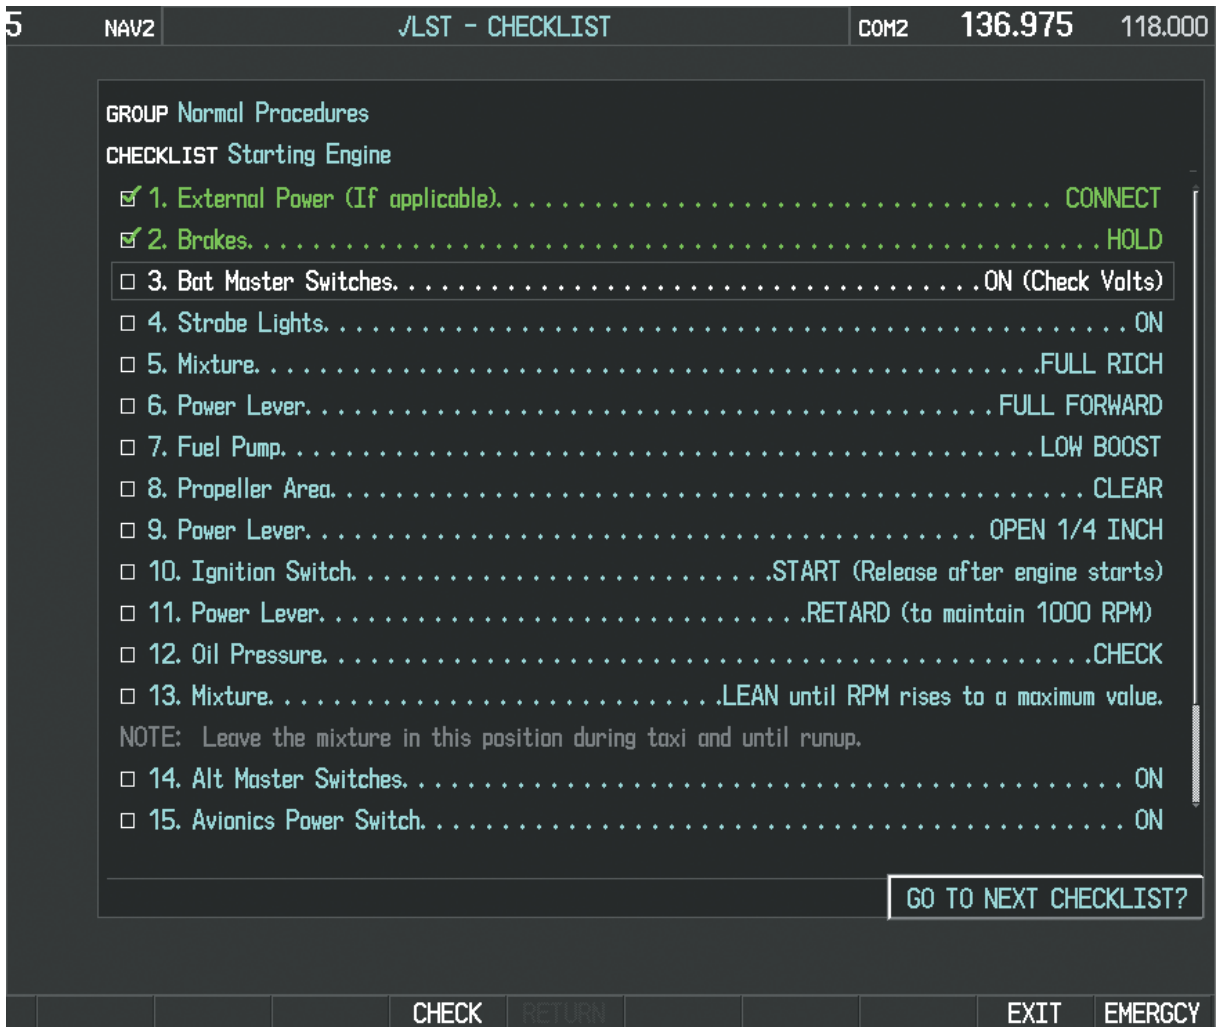 5 NAV2 √LST - CHECKLIST COM2 136.975 118.000
GROUP Normal Procedures
CHECKLIST Starting Engine
1. External Power (If applicable). . . . . . . . . . . . . . . . . . . . . . . . . . . . . . . . . CONNECT
2. Brakes. . . . . . . . . . . . . . . . . . . . . . . . . . . . . . . . . . . . . . . . . . . . . . . . . . HOLD
3. Bat Master Switches. . . . . . . . . . . . . . . . . . . . . . . . . . . . . . . . . . . ON (Check Volts)
4. Strobe Lights. . . . . . . . . . . . . . . . . . . . . . . . . . . . . . . . . . . . . . . . . . . . . . . ON
5. Mixture. . . . . . . . . . . . . . . . . . . . . . . . . . . . . . . . . . . . . . . . . . . . . .FULL RICH
6. Power Lever. . . . . . . . . . . . . . . . . . . . . . . . . . . . . . . . . . . . . . . . FULL FORWARD
7. Fuel Pump. . . . . . . . . . . . . . . . . . . . . . . . . . . . . . . . . . . . . . . . . . . . LOW BOOST
8. Propeller Area. . . . . . . . . . . . . . . . . . . . . . . . . . . . . . . . . . . . . . . . . . . . CLEAR
9. Power Lever. . . . . . . . . . . . . . . . . . . . . . . . . . . . . . . . . . . . . . . OPEN 1/4 INCH
10. Ignition Switch. . . . . . . . . . . . . . . . . . . . . . . . .START (Release after engine starts)
11. Power Lever. . . . . . . . . . . . . . . . . . . . . . . . . . . . .RETARD (to maintain 1000 RPM)
12. Oil Pressure. . . . . . . . . . . . . . . . . . . . . . . . . . . . . . . . . . . . . . . . . . . . .CHECK
13. Mixture. . . . . . . . . . . . . . . . . . . . . . . . . . .LEAN until RPM rises to a maximum value.
NOTE: Leave the mixture in this position during taxi and until runup.
14. Alt Master Switches. . . . . . . . . . . . . . . . . . . . . . . . . . . . . . . . . . . . . . . . . . ON
15. Avionics Power Switch. . . . . . . . . . . . . . . . . . . . . . . . . . . . . . . . . . . . . . . . . ON
GO TO NEXT CHECKLIST?
CHECK RETURN EXIT EMERGCY